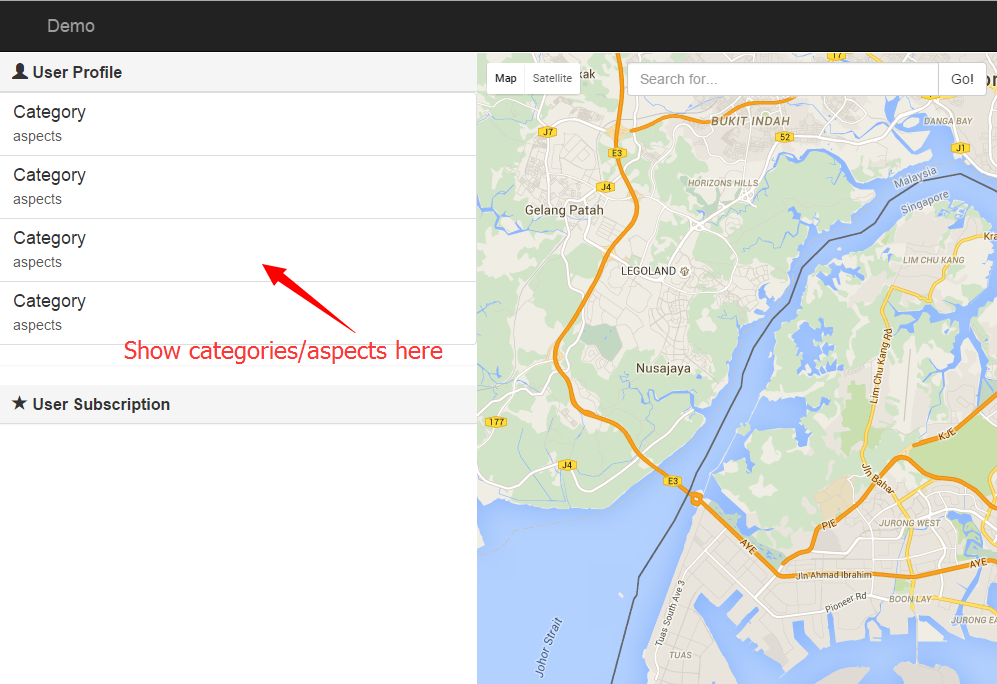 Demo
User Profile
Category
aspects
Category
aspects
Category
aspects
Category
aspects
Show categories/aspects here
User Subscription
Map
Satellite
Search for...
Go!
17
BUKIT INDAH
DANGA BAY
J7
52
J1
E3
J4
HORIZONS HILLS
Malaysia
Singapore
Gelang Patah
LIM CHU KANG
LEGOLAND
Lim Chu Kang Rd
Nusajaya
177
J4
E3
KJE
Jln Bahar
PIE
JURONG WEST
AYE
AYE
Jln Ahmad Ibrahim
Pioneer Rd
BOON LAY
Tuas South Ave 3
Johor Strait
TUAS